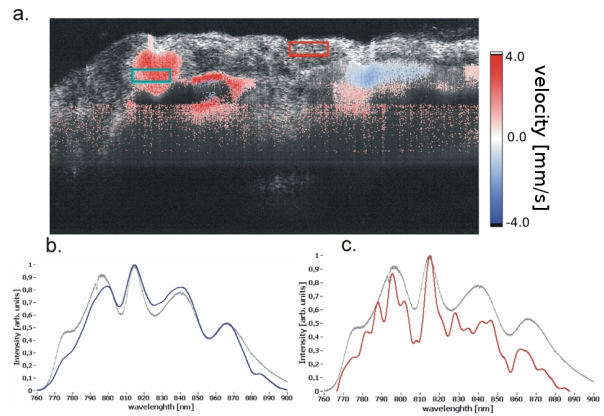 a.
4.0
0.0
-4.0
velocity [mm/s]
b.
c.
Intensity [arb. units]
1
0,9
0,8
0,7
0,6
0,5
0,4
0,3
0,2
0,1
0
760 770 780 790 800 810 820 830 840 850 860 870 880 890 900
wavelenghth [nm]
Intensity [arb. units]
1
0,9
0,8
0,7
0,6
0,5
0,4
0,3
0,2
0,1
0
760 770 780 790 800 810 820 830 840 850 860 870 880 890 900
wavelenghth [nm]